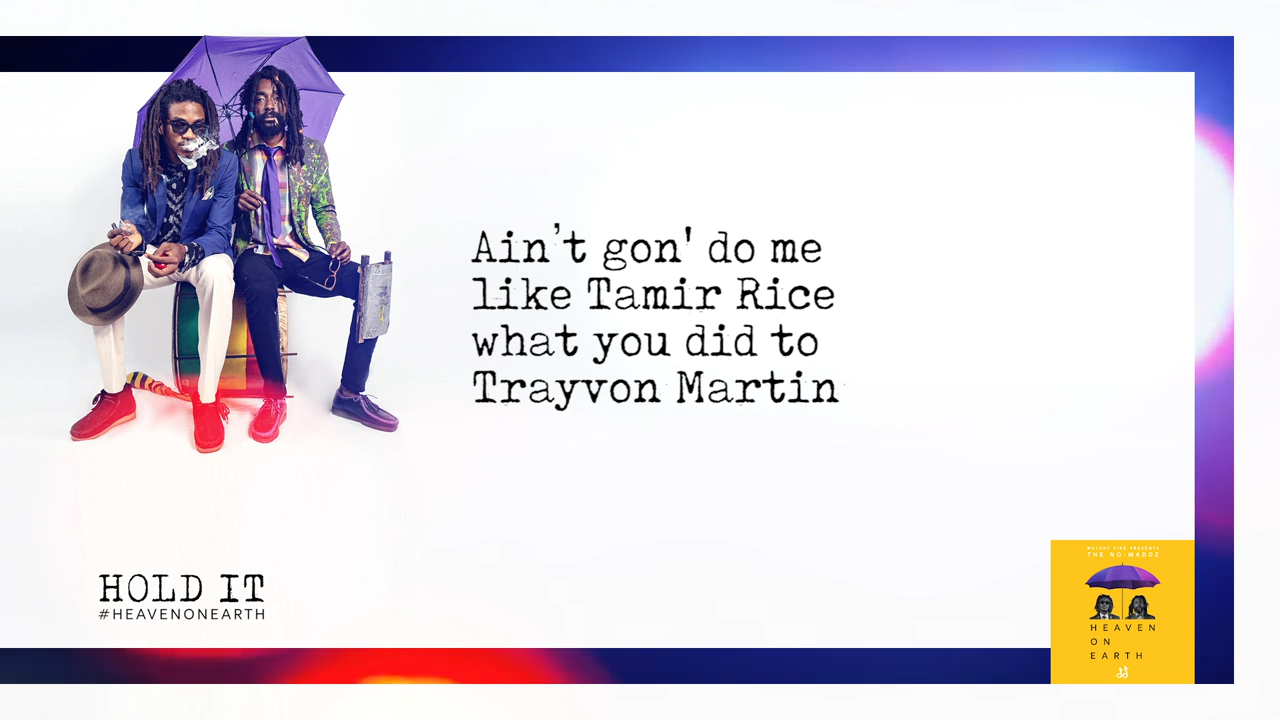 Ain't gon' do me
like Tamir Rice
what you did to
Trayvon Martin
HOLD IT
#HEAVENONEARTH
THE NO-MADDZ
HEAVEN
ON
EARTH